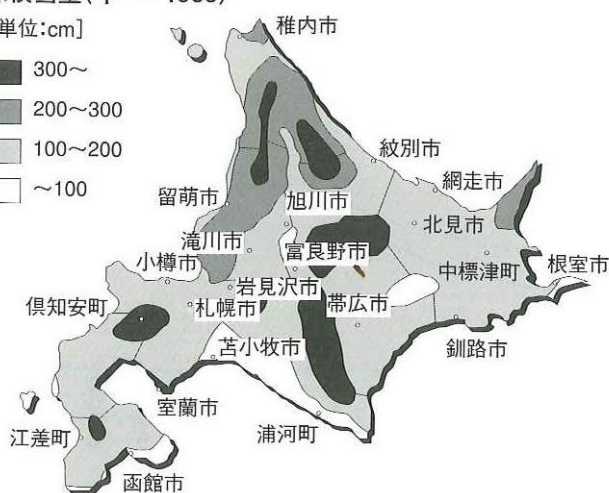 単位:cm]
300〜
200〜300
100〜200
〜100
稚内市
紋別市
網走市
留萌市
旭川市
北見市
滝川市
富良野市
小樽市
中標津町
根室市
岩見沢市
倶知安町
札幌市
帯広市
苫小牧市
釧路市
室蘭市
江差町
浦河町
函館市